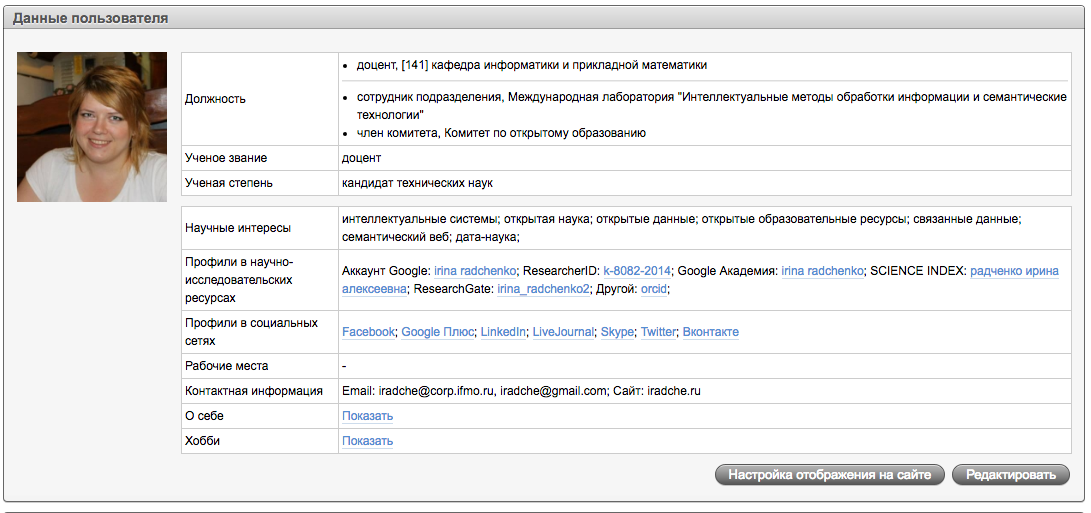 Данные пользователя
Должность
доцент, [141] кафедра информатики и прикладной математики
сотрудник подразделения, Международная лаборатория "Интеллектуальные методы обработки информации и семантические
технологии"
член комитета, Комитет по открытому образованию
Ученое звание
доцент
Ученая степень
кандидат технических наук
Научные интересы
интеллектуальные системы; открытая наука; открытые данные; открытые образовательные ресурсы; связанные данные;
семантический веб; дата-наука;
Профили в научно-
исследовательских
ресурсах
Аккаунт Google: irina radchenko; ResearcherID: k-8082-2014; Google Академия: irina radchenko; SCIENCE INDEX: радченко ирина
алексеевна; ResearchGate: irina_radchenko2; Другой: orcid;
Профили в социальных
сетях
Facebook; Google Плюс; LinkedIn; LiveJournal; Skype; Twitter; Вконтакте
Рабочие места
-
Контактная информация
Email: iradche@corp.ifmo.ru, iradche@gmail.com; Сайт: iradche.ru
О себе
Показать
Хобби
Показать
Настройка отображения на сайте
Редактировать